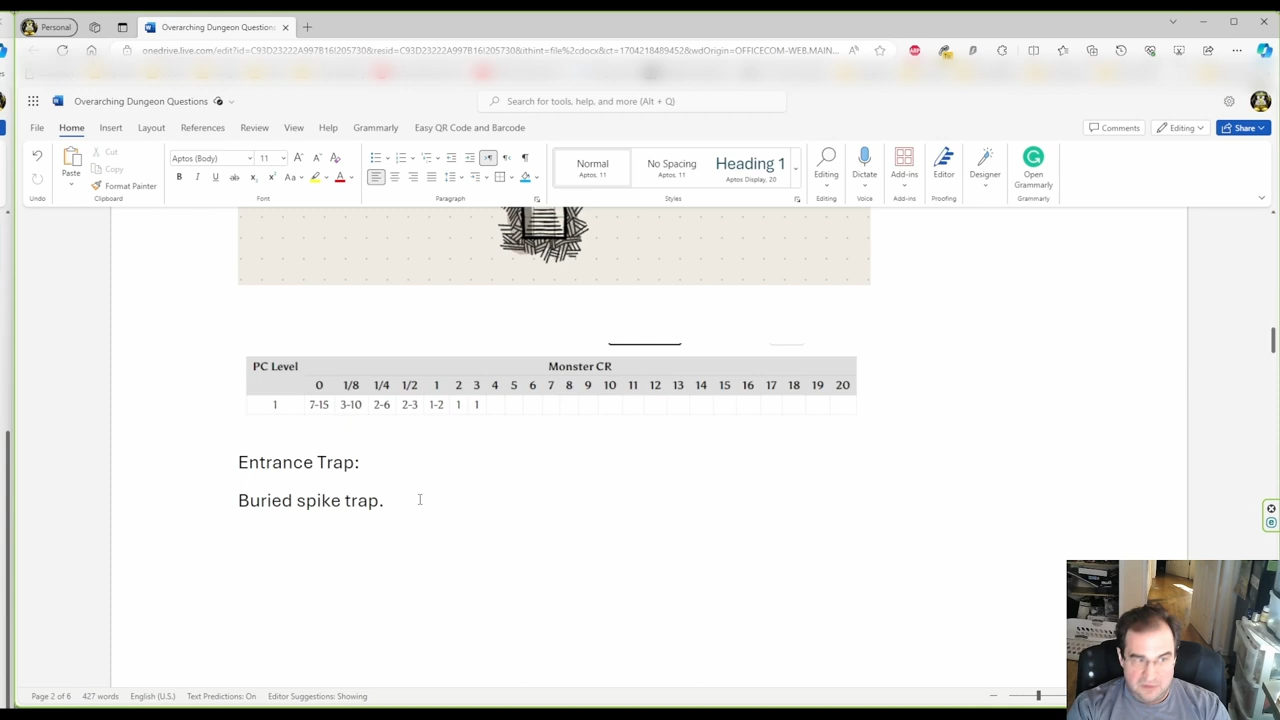 Personal
Overarching Dungeon Question:
onedrive.live.com/edit?id=C93D23222A997B16!205730&resid=C93D23222A997B16!205730&ithint=file%2cdocx&ct=1704218489452&wdOrigin=OFFICECOM-WEB.MAIN...
Overarching Dungeon Questions
Search for tools, help, and more (Alt + Q)
File Home Insert Layout References Review View Help Grammarly Easy QR Code and Barcode Comments Editing Share
Undo
Paste
Cut
Copy
Format Painter
Clipboard
Aptos (Body) 11
Font
Paragraph
Normal
Aptos, 11
No Spacing
Aptos, 11
Heading 1
Aptos Display, 20
Styles
Editing
Editing
Dictate
Voice
Add-ins
Add-ins
Editor
Proofing
Designer
Designer
Open
Grammarly
Grammarly
PC Level Monster CR
0 1/8 1/4 1/2 1 2 3 4 5 6 7 8 9 10 11 12 13 14 15 16 17 18 19 20
1 7-15 3-10 2-6 2-3 1-2 1 1
Entrance Trap:
Buried spike trap.
Page 2 of 6 427 words English (U.S.) Text Predictions: On Editor Suggestions: Showing